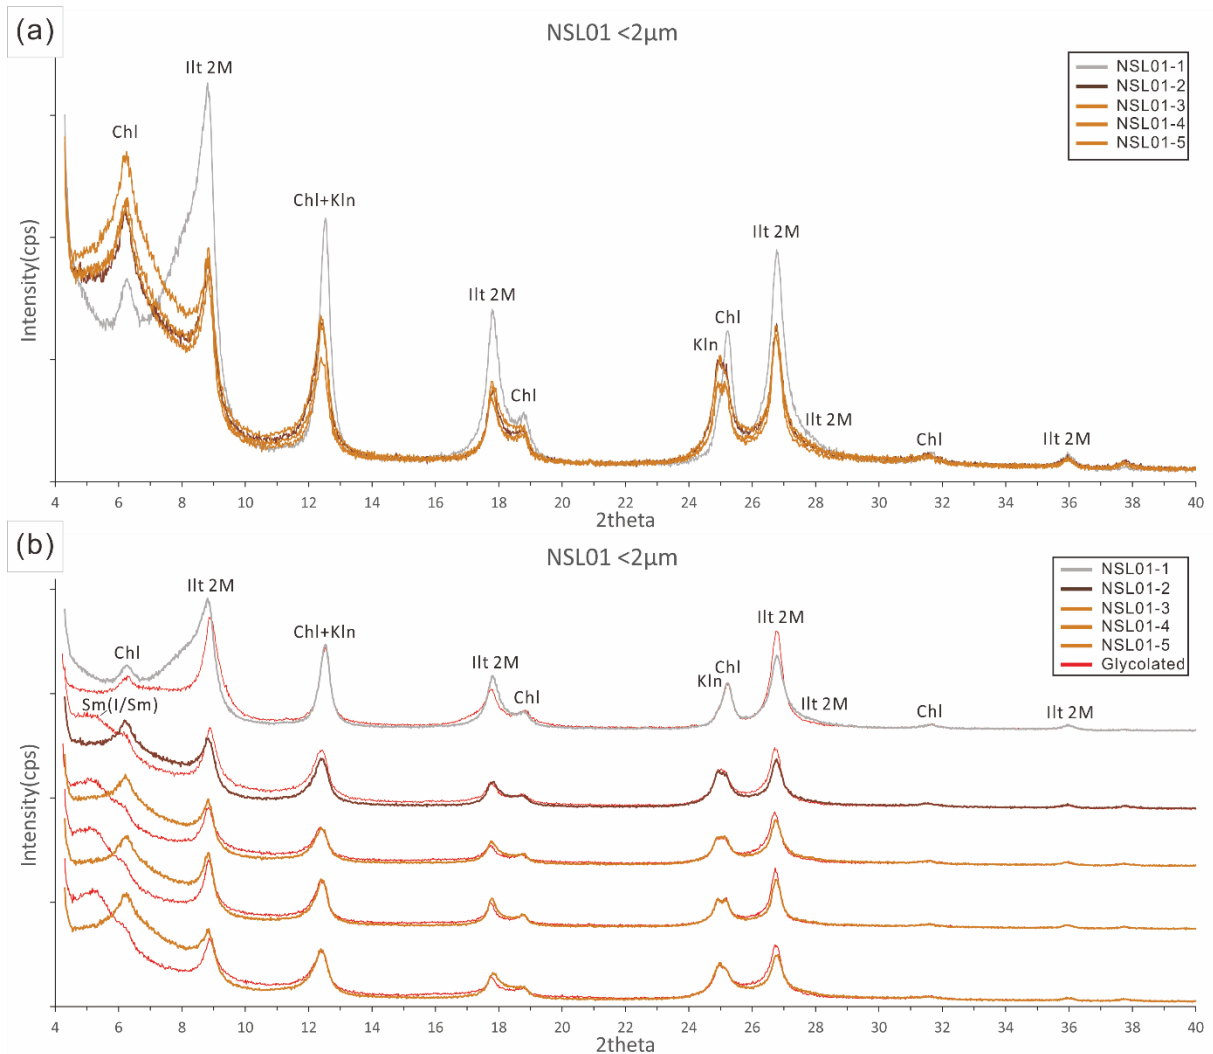 (a)
NSL01 <2μm
Ilt 2M
NSL01-1
NSL01-2
NSL01-3
NSL01-4
NSL01-5
Chl
Chl+Kln
Ilt 2M
Ilt 2M
Chl
Kln
Chl
Ilt 2M
Chl
Ilt 2M
Intensity(cps)
4 6 8 10 12 14 16 18 20 22 24 26 28 30 32 34 36 38 40
2theta
(b)
NSL01 <2μm
NSL01-1
NSL01-2
NSL01-3
NSL01-4
NSL01-5
Glycolated
Ilt 2M
Chl
Chl+Kln
Ilt 2M
Chl
Chl
Kln
Ilt 2M
Ilt 2M
Chl
Ilt 2M
Sm(I/Sm)
Intensity(cps)
4 6 8 10 12 14 16 18 20 22 24 26 28 30 32 34 36 38 40
2theta